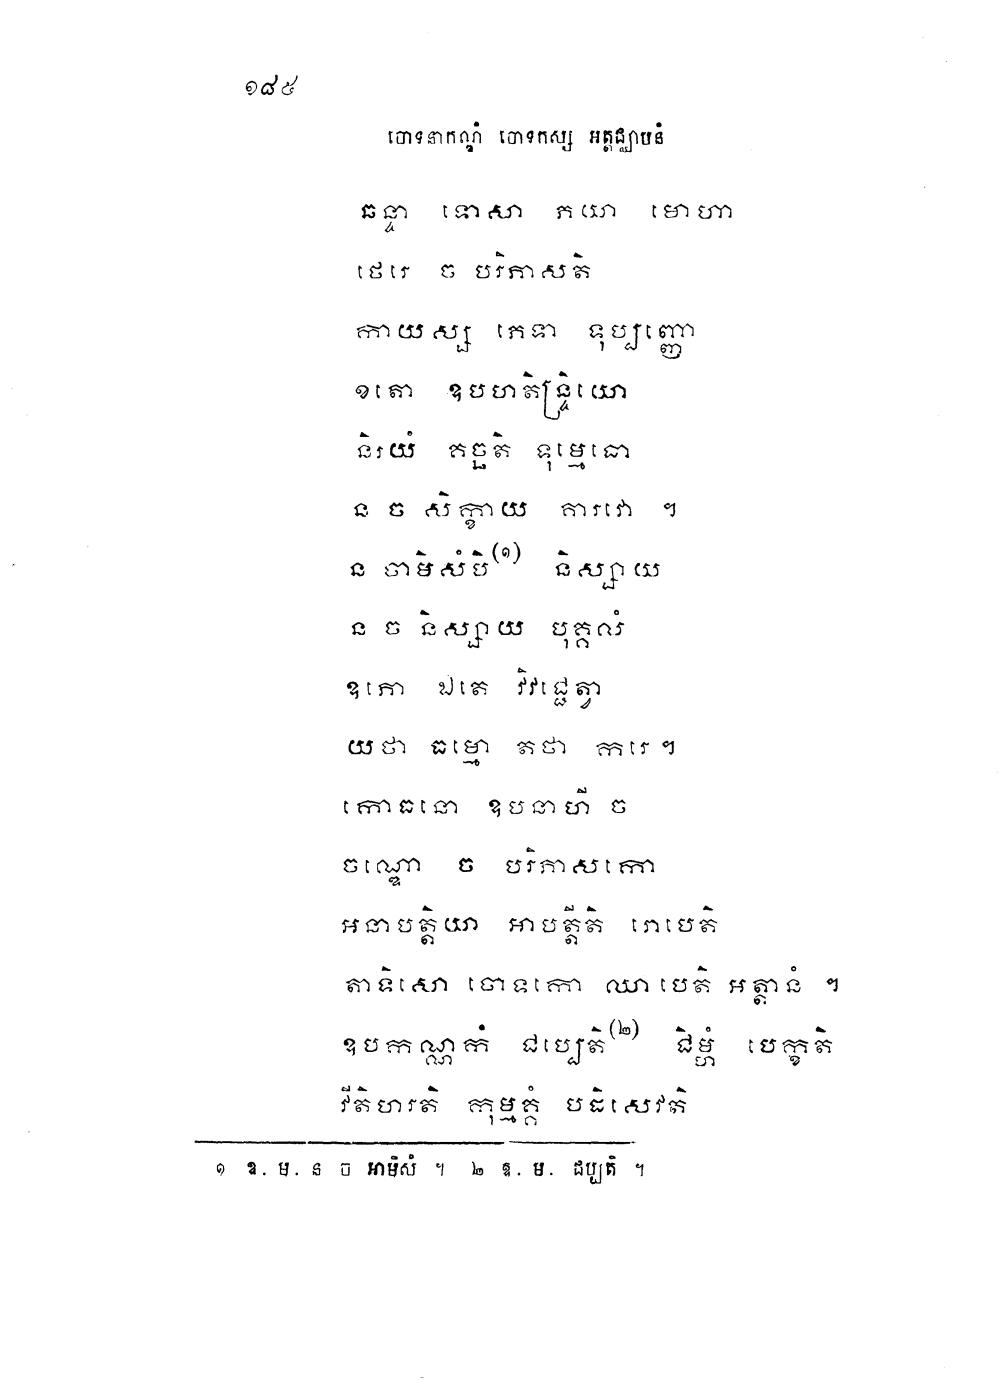 ១៨៥
ចោទនាកណ្ឌំ ចោទកស្ស អត្តជ្ឈាបនំ
ឆន្ទា ទោសា ភយា មោហា
ថេរេ ច បរិភាសតិ
កាយស្ស ភេទា ទុប្បញ្ញោ
ខតោ ឧបហតិន្ទ្រិយោ
និរយំ គច្ឆតិ ទុម្មេធោ
ន ច សិក្ខាយ គារវោ ។
ន ចាមិសំបិ(១) និស្សាយ
ន ច និស្សាយ បុគ្គលំ
ឧភោ ឯតេ វិវជ្ជេត្វា
យថា ធម្មោ តថា ករេ។
កោធនោ ឧបនាហី ច
ចណ្ឌោ ច បរិភាសកោ
អនាបត្តិយា អាបត្តីតិ រោបេតិ
តាទិសោ ចោទកោ ឈាបេតិ អត្តានំ ។
ឧបកណ្ណកំ ជប្បេតិ(២) ជិម្ហំ បេក្ខតិ
វីតិហរតិ កុម្មគ្គំ បដិសេវតិ
១ ឱ. ម. ន ច អាមិសំ ។ ២ ឱ. ម. ជប្បតិ ។